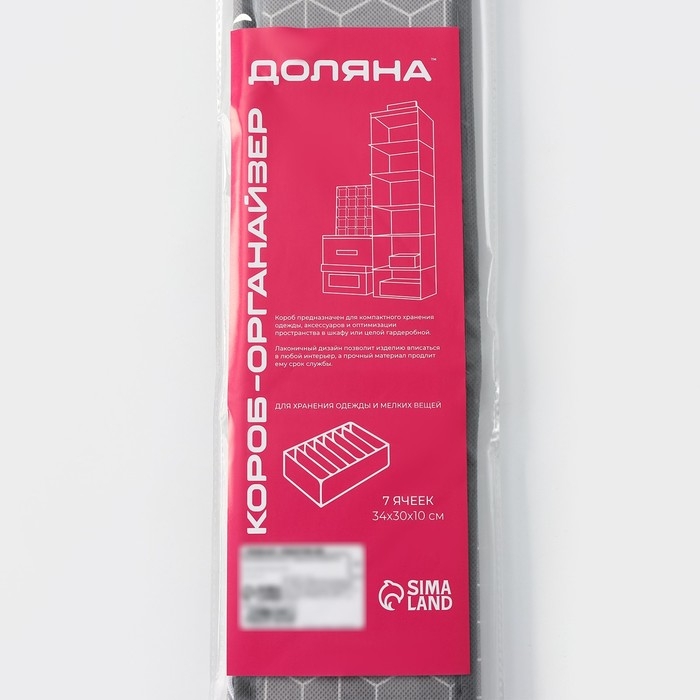 ДОЛЯНА™
КОРОБ-ОРГАНАЙЗЕР
Короб предназначен для компактного хранения
одежды, аксессуаров и оптимизации
пространства в шкафу или целой гардеробной.
Лаконичный дизайн позволит изделию вписаться
в любой интерьер, а прочный материал продлит
ему срок службы.
ДЛЯ ХРАНЕНИЯ ОДЕЖДЫ И МЕЛКИХ ВЕЩЕЙ
7 ЯЧЕЕК
34х30х10 см
SIMA
LAND